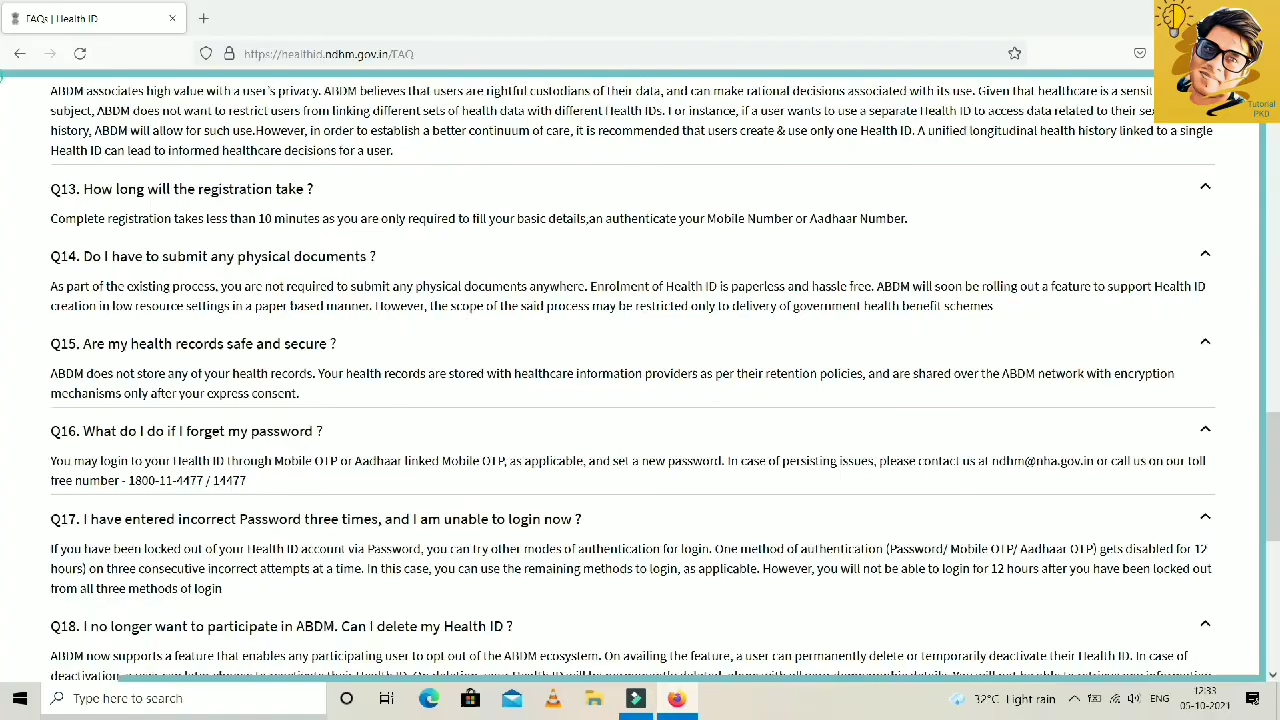 FAQs | Health ID
https://healthid.ndhm.gov.in/FAQ
Tutorial
PKD
ABDM associates high value with a user's privacy. ABDM believes that users are rightful custodians of their data, and can make rational decisions associated with its use. Given that healthcare is a
subject, ABDM does not want to restrict users from linking different sets of health data with different Health IDs. For instance, if a user wants to use a separate Health ID to access data related to their
history, ABDM will allow for such use.However, in order to establish a better continuum of care, it is recommended that users create & use only one Health ID. A unified longitudinal health history linked to a single
Health ID can lead to informed healthcare decisions for a user.
Q13. How long will the registration take ?
Complete registration takes less than 10 minutes as you are only required to fill your basic details,an authenticate your Mobile Number or Aadhaar Number.
Q14. Do I have to submit any physical documents ?
As part of the existing process, you are not required to submit any physical documents anywhere. Enrolment of Health ID is paperless and hassle free. ABDM will soon be rolling out a feature to support Health ID
creation in low resource settings in a paper based manner. However, the scope of the said process may be restricted only to delivery of government health benefit schemes
Q15. Are my health records safe and secure ?
ABDM does not store any of your health records. Your health records are stored with healthcare information providers as per their retention policies, and are shared over the ABDM network with encryption
mechanisms only after your express consent.
Q16. What do I do if I forget my password ?
You may login to your Health ID through Mobile OTP or Aadhaar linked Mobile OTP, as applicable, and set a new password. In case of persisting issues, please contact us at ndhm@nha.gov.in or call us on our toll
free number - 1800-11-4477 / 14477
Q17. I have entered incorrect Password three times, and I am unable to login now ?
If you have been locked out of your Health ID account via Password, you can try other modes of authentication for login. One method of authentication (Password/ Mobile OTP/ Aadhaar OTP) gets disabled for 12
hours) on three consecutive incorrect attempts at a time. In this case, you can use the remaining methods to login, as applicable. However, you will not be able to login for 12 hours after you have been locked out
from all three methods of login
Q18. I no longer want to participate in ABDM. Can I delete my Health ID ?
ABDM now supports a feature that enables any participating user to opt out of the ABDM ecosystem. On availing the feature, a user can permanently delete or temporarily deactivate their Health ID. In case of
Type here to search
32°C Light rain
ENG
12:33
05-10-2021